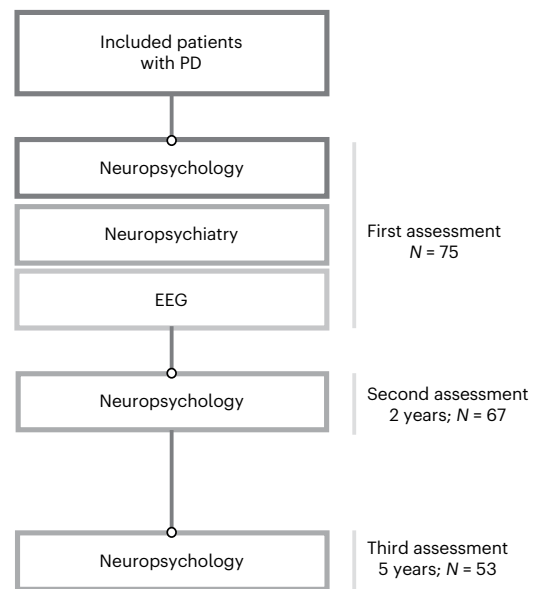 Included patients
with PD
Neuropsychology
Neuropsychiatry
EEG
First assessment
N = 75
Neuropsychology
Second assessment
2 years; N = 67
Neuropsychology
Third assessment
5 years; N = 53